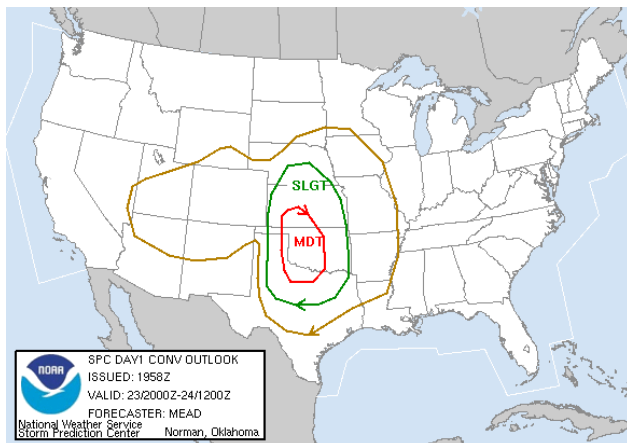 SLGT
MDT
SPC DAY1 CONV OUTLOOK
ISSUED: 1958Z
VALID: 23/2000Z-24/1200Z
FORECASTER: MEAD
National Weather Service
Storm Prediction Center Norman, Oklahoma
NOAA